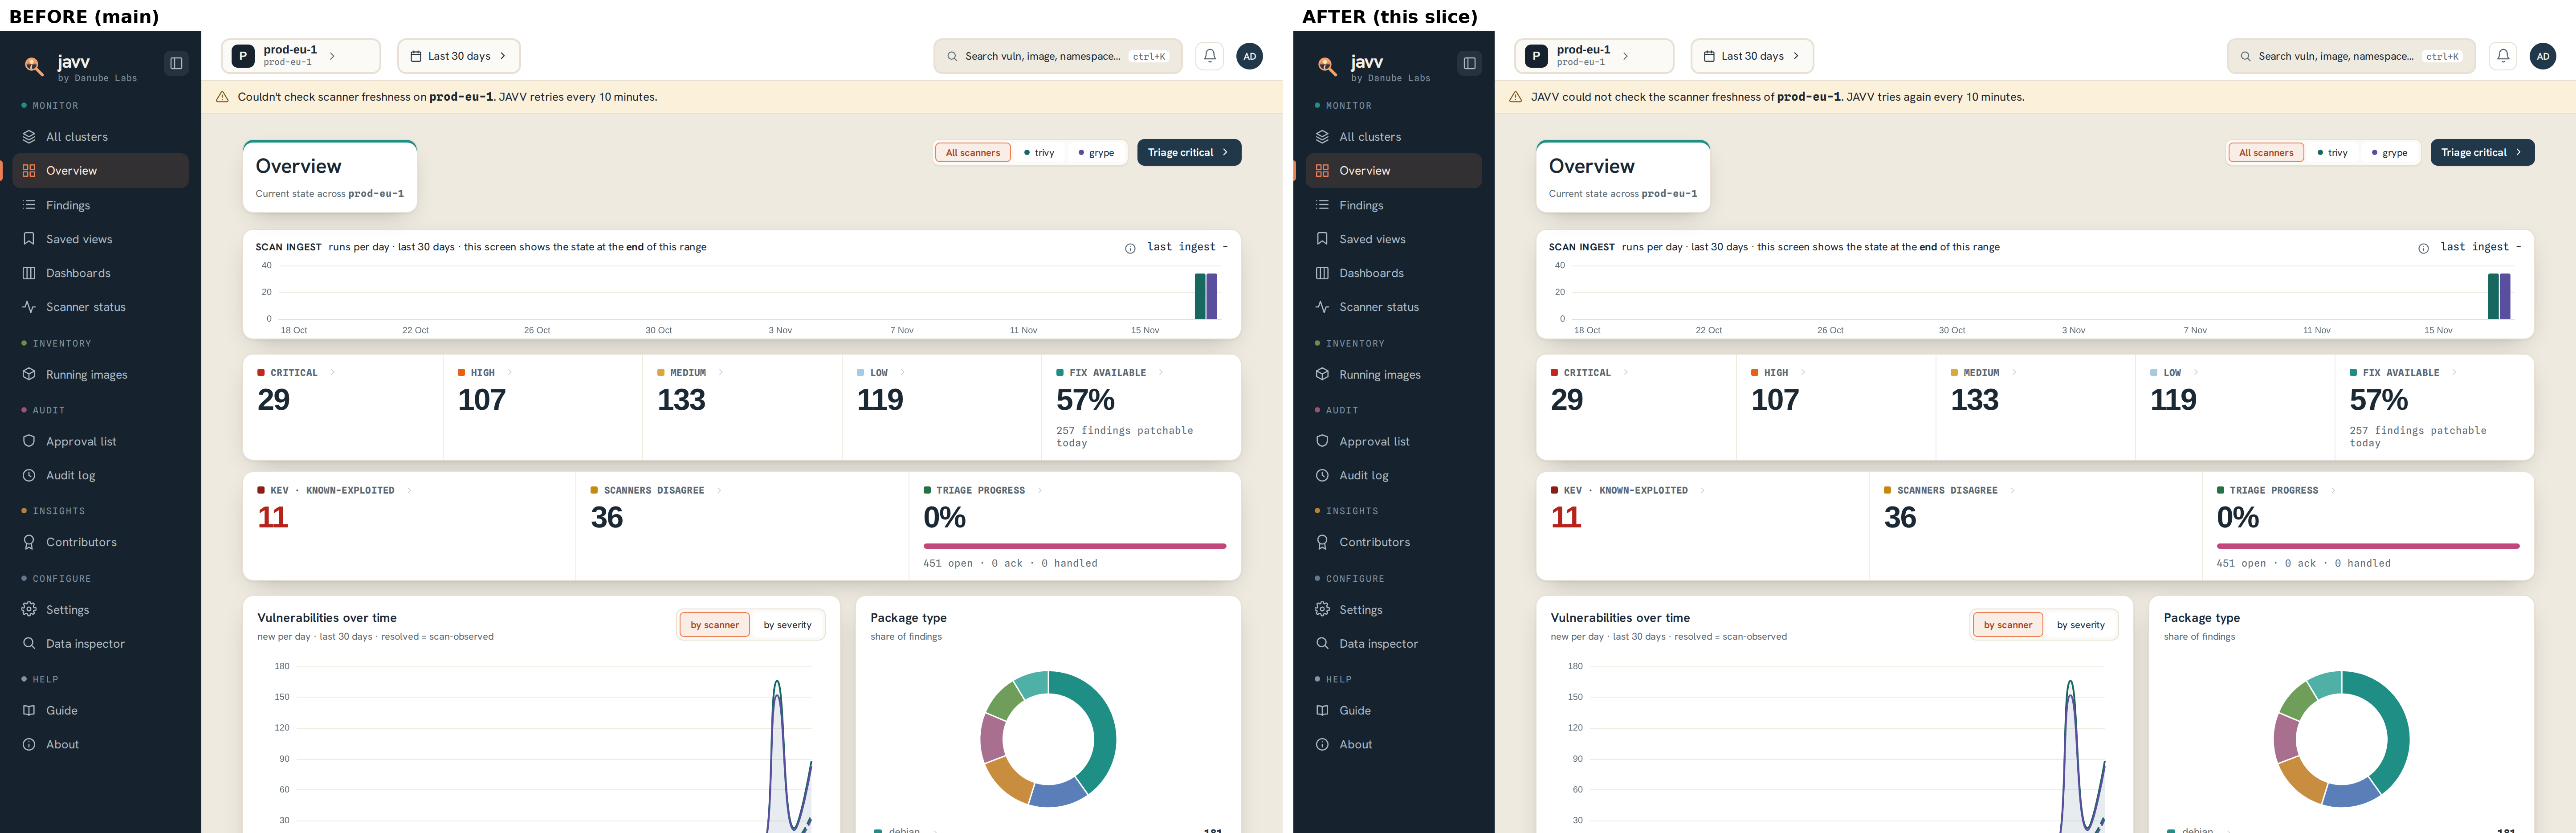 BEFORE (main)
javv
by Danube Labs
MONITOR
All clusters
Overview
Findings
Saved views
Dashboards
Scanner status
INVENTORY
Running images
AUDIT
Approval list
Audit log
INSIGHTS
Contributors
CONFIGURE
Settings
Data inspector
HELP
Guide
About
P
prod-eu-1
prod-eu-1
Last 30 days
Search vuln, image, namespace... ctrl+K
AD
Couldn't check scanner freshness on prod-eu-1. JAVV retries every 10 minutes.
Overview
Current state across prod-eu-1
All scanners trivy grype
Triage critical
SCAN INGEST runs per day · last 30 days · this screen shows the state at the end of this range
last ingest -
40
20
0
18 Oct 22 Oct 26 Oct 30 Oct 3 Nov 7 Nov 11 Nov 15 Nov
CRITICAL
29
HIGH
107
MEDIUM
133
LOW
119
FIX AVAILABLE
57%
257 findings patchable
today
KEV · KNOWN-EXPLOITED
11
SCANNERS DISAGREE
36
TRIAGE PROGRESS
0%
451 open · 0 ack · 0 handled
Vulnerabilities over time
new per day · last 30 days · resolved = scan-observed
by scanner by severity
180
150
120
90
60
30
Package type
share of findings
debian 181
AFTER (this slice)
javv
by Danube Labs
MONITOR
All clusters
Overview
Findings
Saved views
Dashboards
Scanner status
INVENTORY
Running images
AUDIT
Approval list
Audit log
INSIGHTS
Contributors
CONFIGURE
Settings
Data inspector
HELP
Guide
About
P
prod-eu-1
prod-eu-1
Last 30 days
Search vuln, image, namespace... ctrl+K
AD
JAVV could not check the scanner freshness of prod-eu-1. JAVV tries again every 10 minutes.
Overview
Current state across prod-eu-1
All scanners trivy grype
Triage critical
SCAN INGEST runs per day · last 30 days · this screen shows the state at the end of this range
last ingest -
40
20
0
18 Oct 22 Oct 26 Oct 30 Oct 3 Nov 7 Nov 11 Nov 15 Nov
CRITICAL
29
HIGH
107
MEDIUM
133
LOW
119
FIX AVAILABLE
57%
257 findings patchable
today
KEV · KNOWN-EXPLOITED
11
SCANNERS DISAGREE
36
TRIAGE PROGRESS
0%
451 open · 0 ack · 0 handled
Vulnerabilities over time
new per day · last 30 days · resolved = scan-observed
by scanner by severity
180
150
120
90
60
30
Package type
share of findings
debian 181